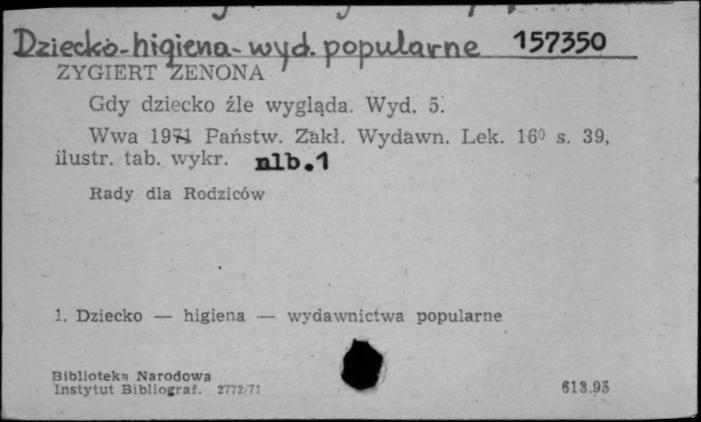 Dziecko-higiena-wyd. popularne 157350
ZYGIERT ZENONA
Gdy dziecko źle wygląda. Wyd. 5.
Wwa 1971 Państw. Zakł. Wydawn. Lek. 16⁰ s. 39,
ilustr. tab. wykr. nlb.1
Rady dla Rodziców
1. Dziecko — higiena — wydawnictwa popularne
Biblioteka Narodowa
Instytut Bibliograf. 2772/71 613.95